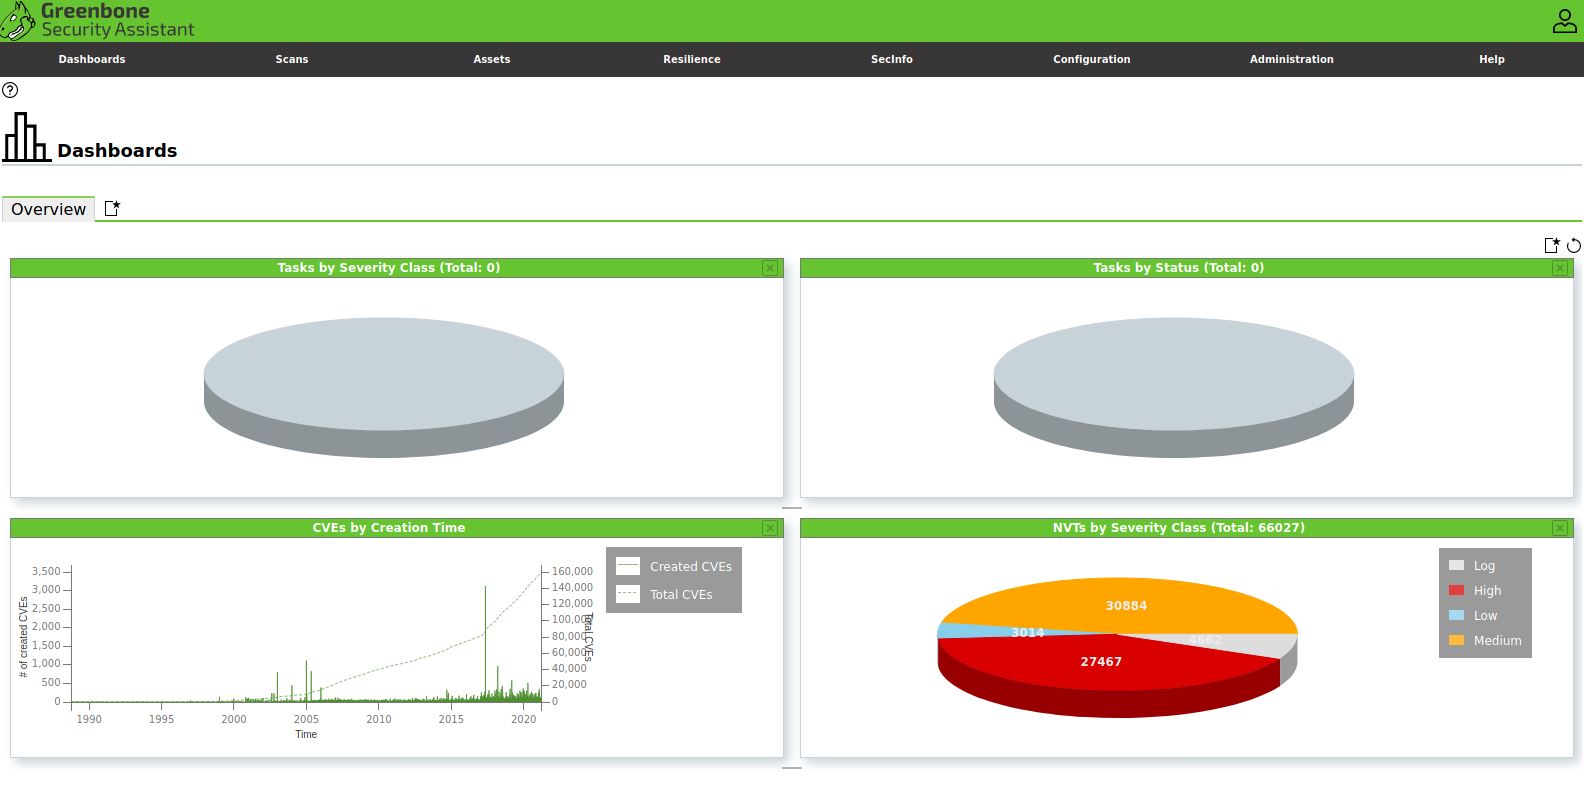 Greenbone
Security Assistant
Dashboards Scans Assets Resilience SecInfo Configuration Administration Help
Dashboards
Overview
Tasks by Severity Class (Total: 0)
Tasks by Status (Total: 0)
CVEs by Creation Time
# of created CVEs
3,500
3,000
2,500
2,000
1,500
1,000
500
0
160,000
140,000
120,000
100,000
80,000
60,000
40,000
20,000
0
Total CVEs
1990 1995 2000 2005 2010 2015 2020
Time
Created CVEs
Total CVEs
NVTs by Severity Class (Total: 66027)
30884
3014
4662
27467
Log
High
Low
Medium